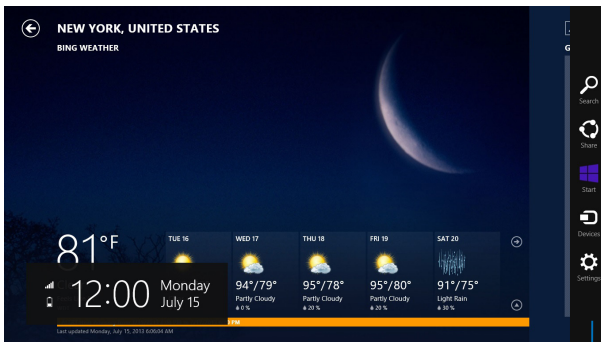 NEW YORK, UNITED STATES
BING WEATHER
G
Search
Share
Start
Devices
Settings
81°F
TUE 16
WED 17
94°/79°
Partly Cloudy
0 %
THU 18
95°/78°
Partly Cloudy
20 %
FRI 19
95°/80°
Partly Cloudy
20 %
SAT 20
91°/75°
Light Rain
30 %
12:00
Monday
July 15
PM
Last updated Monday, July 15, 2013 6:06:04 AM